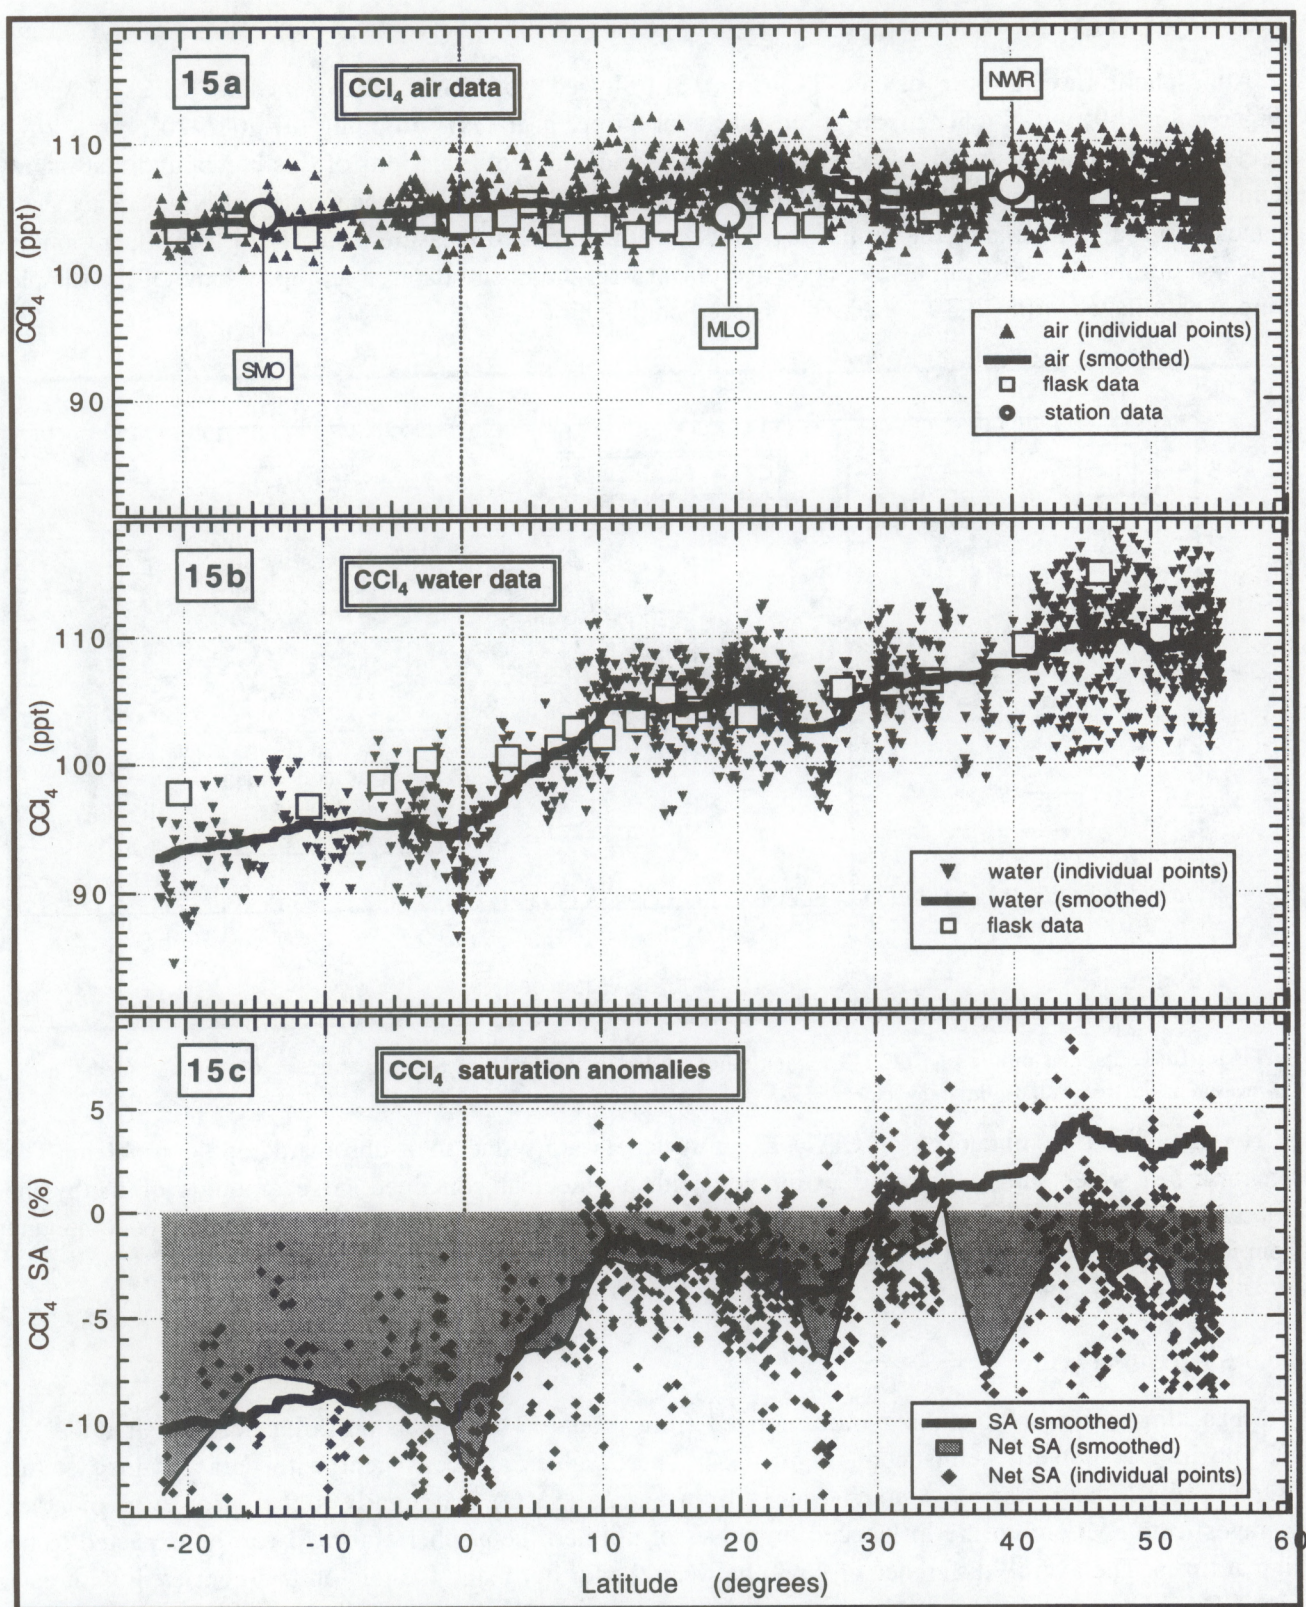 15a
CCl4 air data
NWR
110
100
90
CCl4 (ppt)
SMO
MLO
air (individual points)
air (smoothed)
flask data
station data
15b
CCl4 water data
110
100
90
CCl4 (ppt)
water (individual points)
water (smoothed)
flask data
15c
CCl4 saturation anomalies
5
0
-5
-10
CCl4 SA (%)
SA (smoothed)
Net SA (smoothed)
Net SA (individual points)
-20 -10 0 10 20 30 40 50 60
Latitude (degrees)